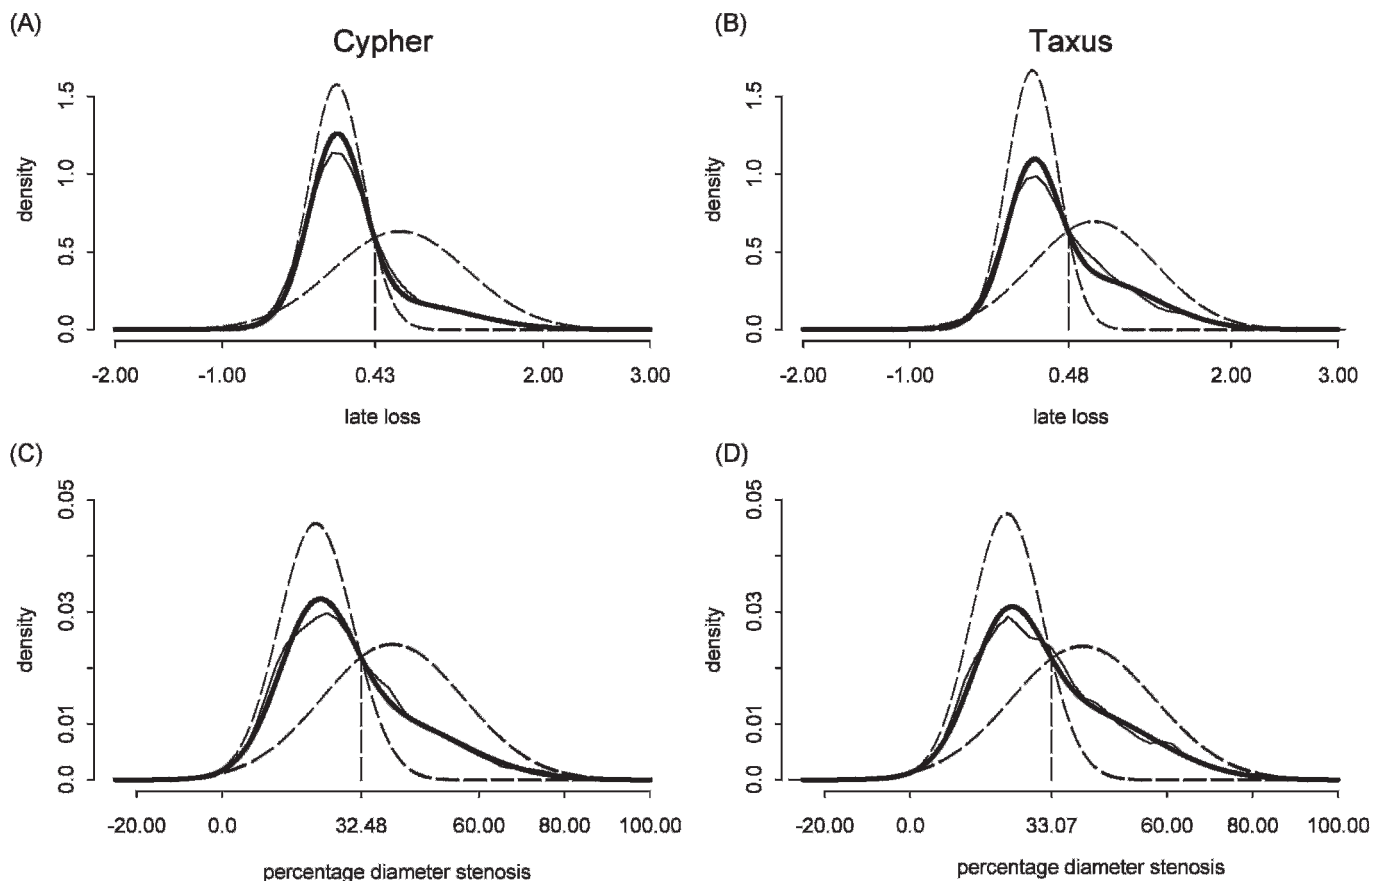 (A)
Cypher
density
0.0 0.5 1.0 1.5
-2.00 -1.00 0.43 2.00 3.00
late loss
(B)
Taxus
density
0.0 0.5 1.0 1.5
-2.00 -1.00 0.48 2.00 3.00
late loss
(C)
density
0.0 0.01 0.03 0.05
-20.00 0.0 32.48 60.00 80.00 100.00
percentage diameter stenosis
(D)
density
0.0 0.01 0.03 0.05
-20.00 0.0 33.07 60.00 80.00 100.00
percentage diameter stenosis